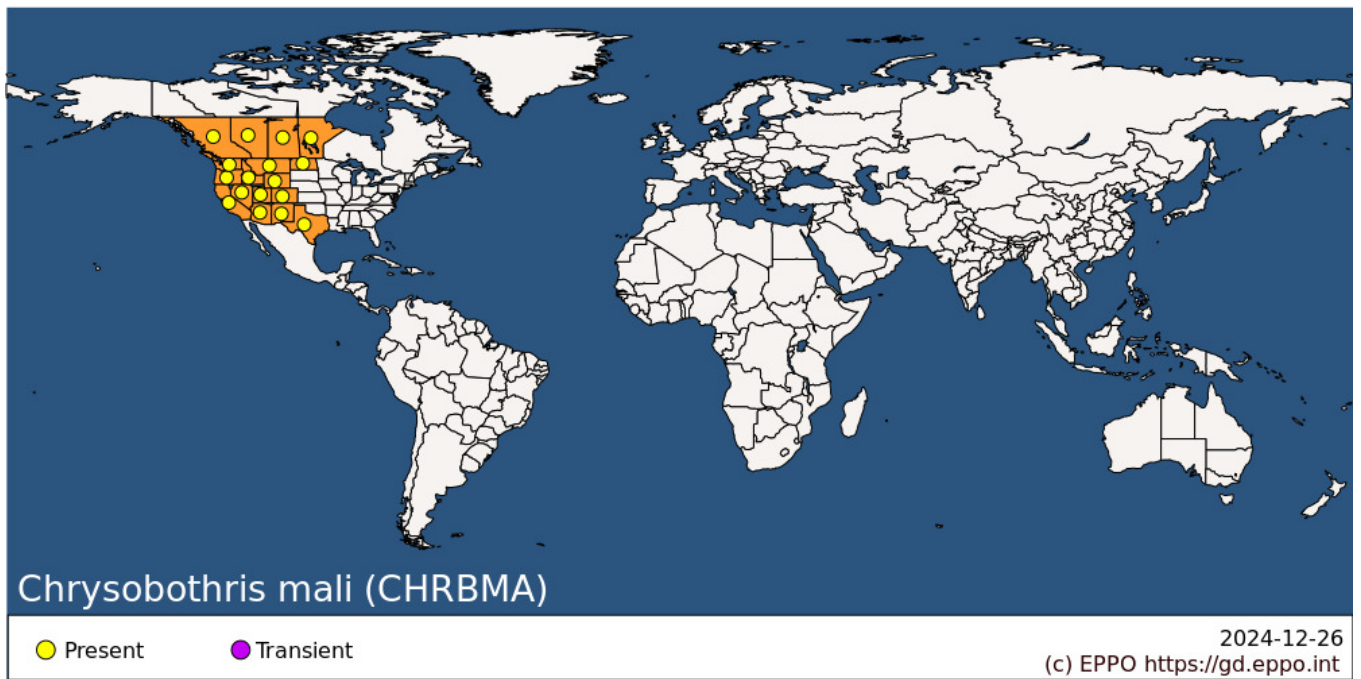 Chrysobothris mali (CHRBMA)
Present
Transient
2024-12-26
(c) EPPO https://gd.eppo.int